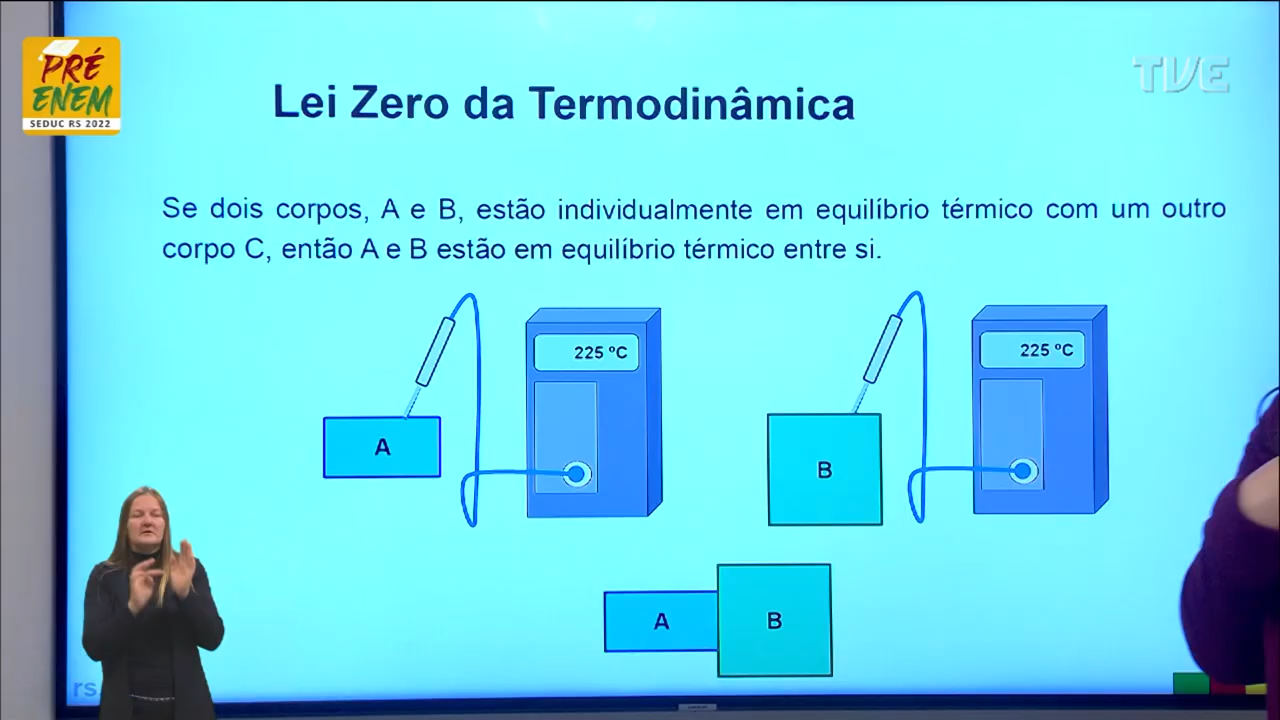 PRÉ
ENEM
SEDUC RS 2022
TVE
Lei Zero da Termodinâmica
Se dois corpos, A e B, estão individualmente em equilíbrio térmico com um outro
corpo C, então A e B estão em equilíbrio térmico entre si.
225 ºC
225 ºC
A
B
A
B
rs